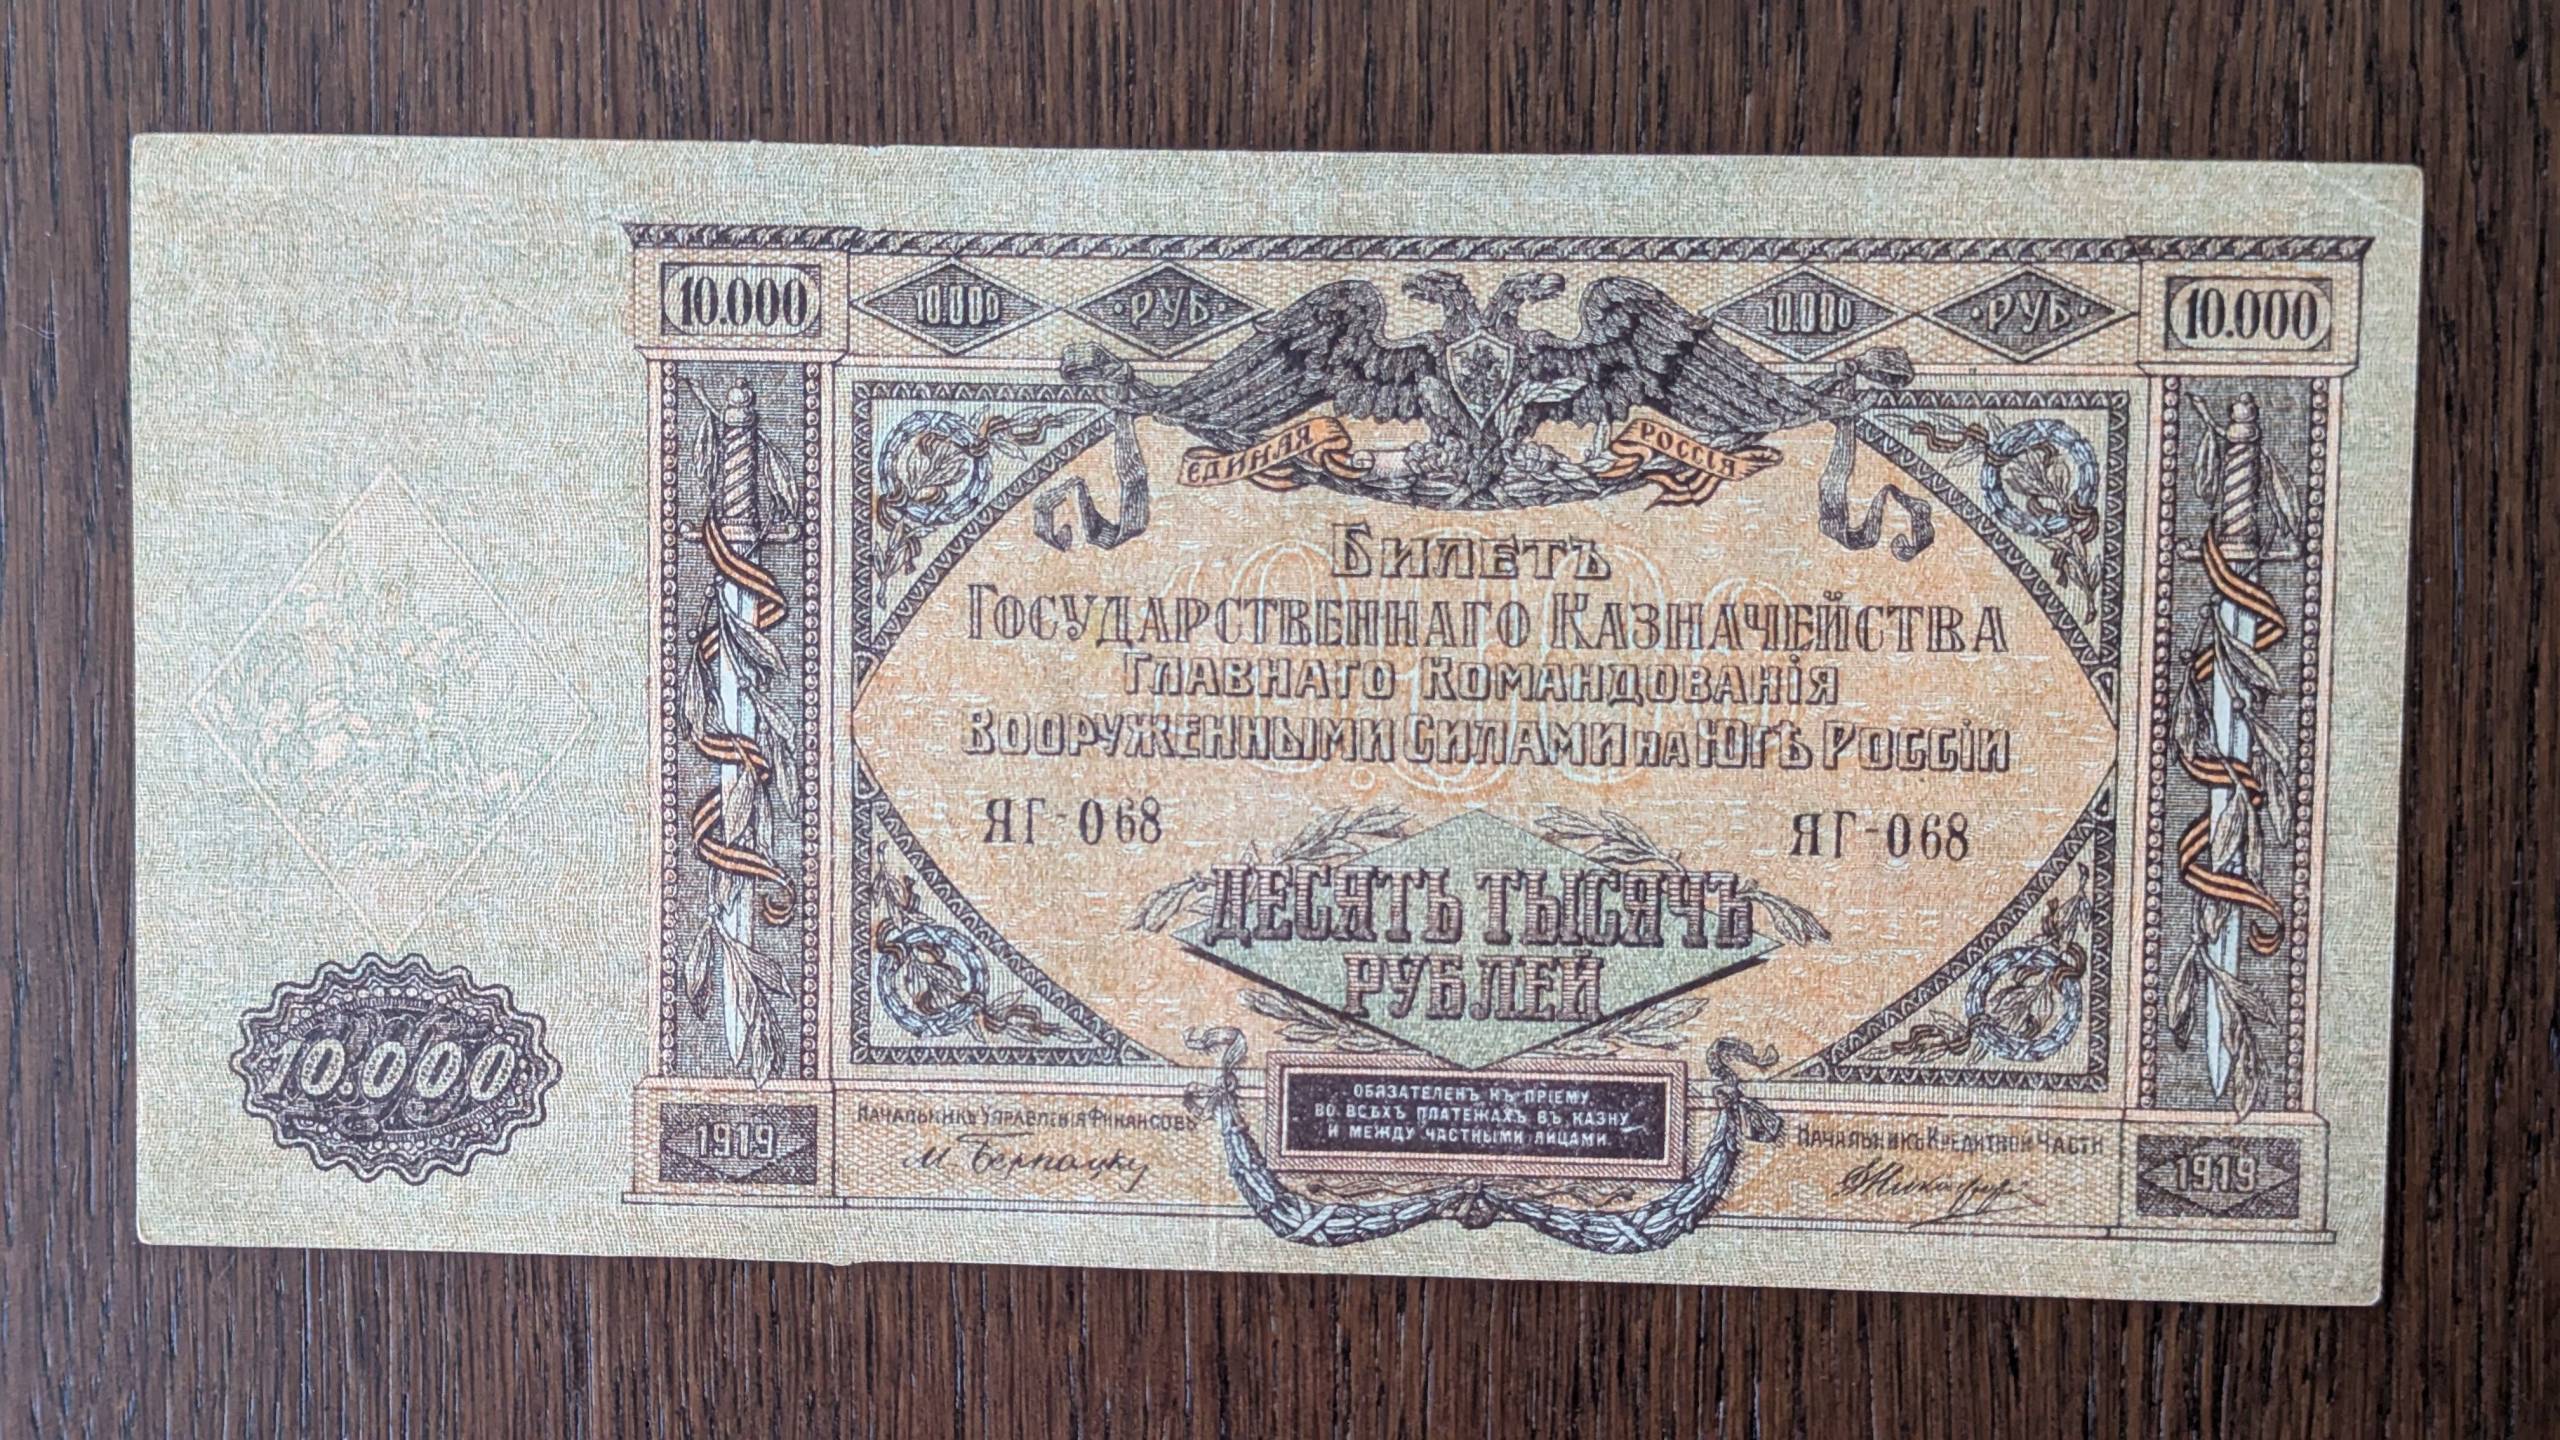 10.000
10.000
·РУБ·
10.000
·РУБ·
10.000
ЕДИНАЯ
РОССІЯ
БИЛЕТЪ
ГОСУДАРСТВЕННАГО КАЗНАЧЕЙСТВА
ГЛАВНАГО КОМАНДОВАНІЯ
ВООРУЖЕННЫМИ СИЛАМИ НА ЮГѢ РОССІИ
ЯГ-068
ЯГ-068
ДЕСЯТЬ ТЫСЯЧЪ
РУБЛЕЙ
10.000
1919
НАЧАЛЬНИКЪ УПРАВЛЕНІЯ ФИНАНСОВЪ
М. Бернацкій
ОБЯЗАТЕЛЕНЪ КЪ ПРІЕМУ
ВО ВСѢХЪ ПЛАТЕЖАХЪ ВЪ КАЗНУ
И МЕЖДУ ЧАСТНЫМИ ЛИЦАМИ.
НАЧАЛЬНИКЪ КРЕДИТНОЙ ЧАСТИ
1919